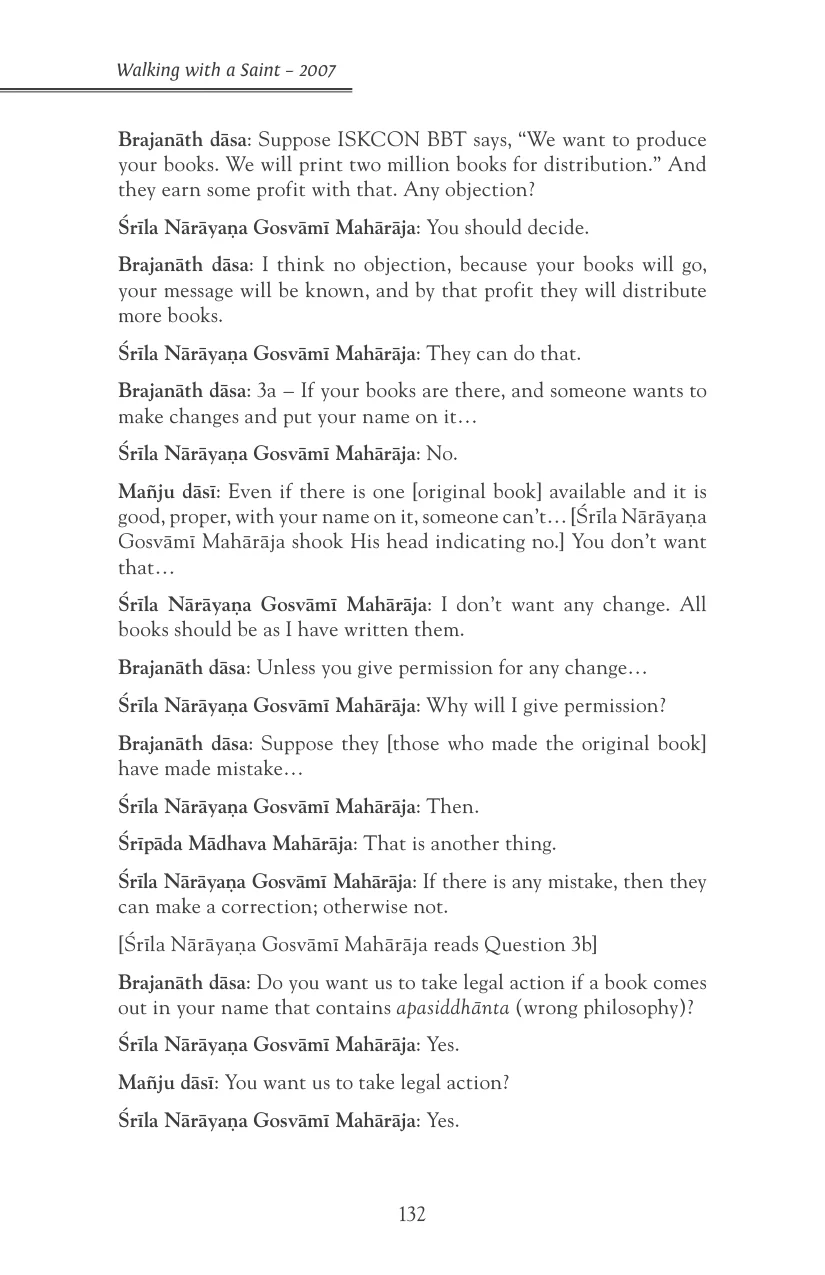 Walking with a Saint – 2007
Brajanāth dāsa: Suppose ISKCON BBT says, “We want to produce
your books. We will print two million books for distribution.” And
they earn some profit with that. Any objection?
Śrīla Nārāyaṇa Gosvāmī Mahārāja: You should decide.
Brajanāth dāsa: I think no objection, because your books will go,
your message will be known, and by that profit they will distribute
more books.
Śrīla Nārāyaṇa Gosvāmī Mahārāja: They can do that.
Brajanāth dāsa: 3a – If your books are there, and someone wants to
make changes and put your name on it…
Śrīla Nārāyaṇa Gosvāmī Mahārāja: No.
Mañju dāsī: Even if there is one [original book] available and it is
good, proper, with your name on it, someone can’t… [Śrīla Nārāyaṇa
Gosvāmī Mahārāja shook His head indicating no.] You don’t want
that…
Śrīla Nārāyaṇa Gosvāmī Mahārāja: I don’t want any change. All
books should be as I have written them.
Brajanāth dāsa: Unless you give permission for any change…
Śrīla Nārāyaṇa Gosvāmī Mahārāja: Why will I give permission?
Brajanāth dāsa: Suppose they [those who made the original book]
have made mistake…
Śrīla Nārāyaṇa Gosvāmī Mahārāja: Then.
Śrīpāda Mādhava Mahārāja: That is another thing.
Śrīla Nārāyaṇa Gosvāmī Mahārāja: If there is any mistake, then they
can make a correction; otherwise not.
[Śrīla Nārāyaṇa Gosvāmī Mahārāja reads Question 3b]
Brajanāth dāsa: Do you want us to take legal action if a book comes
out in your name that contains apasiddhānta (wrong philosophy)?
Śrīla Nārāyaṇa Gosvāmī Mahārāja: Yes.
Mañju dāsī: You want us to take legal action?
Śrīla Nārāyaṇa Gosvāmī Mahārāja: Yes.
132